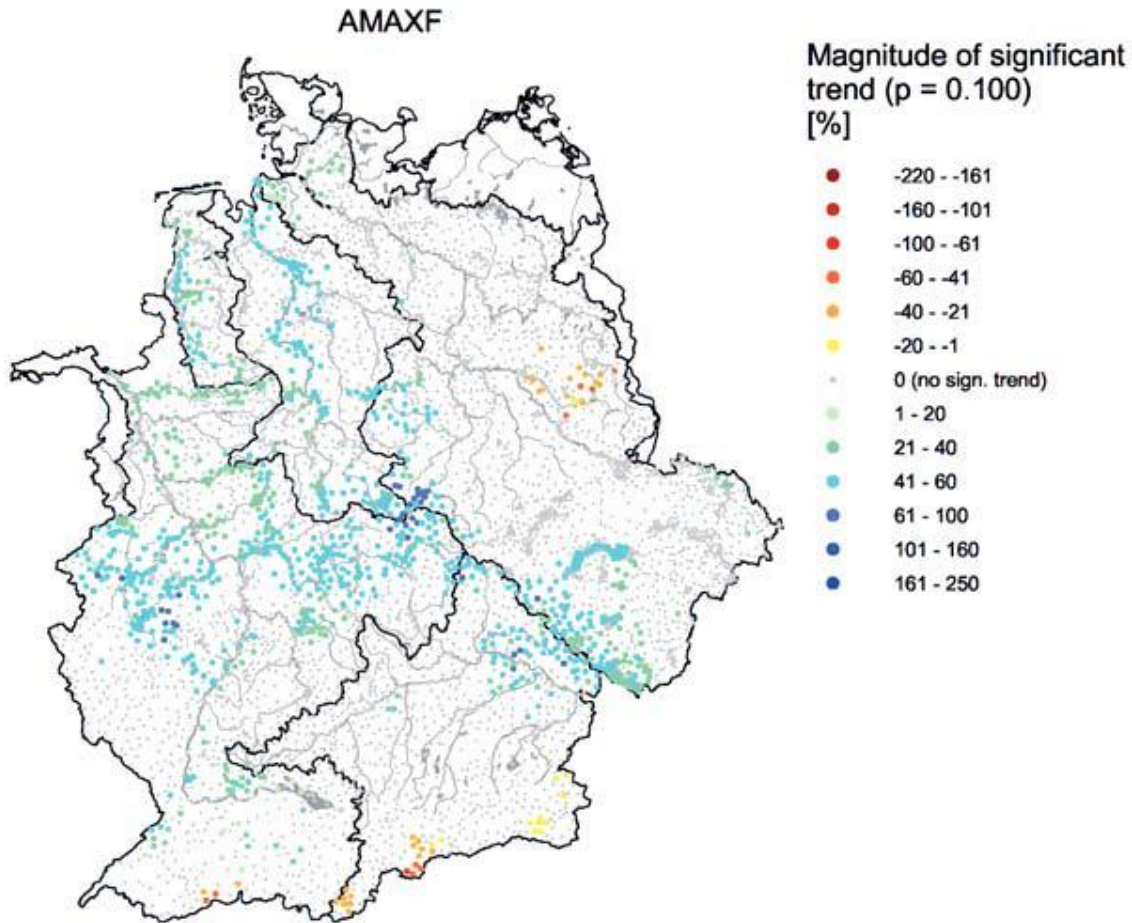 AMAXF
Magnitude of significant
trend (p = 0.100)
[%]
-220 - -161
-160 - -101
-100 - -61
-60 - -41
-40 - -21
-20 - -1
0 (no sign. trend)
1 - 20
21 - 40
41 - 60
61 - 100
101 - 160
161 - 250